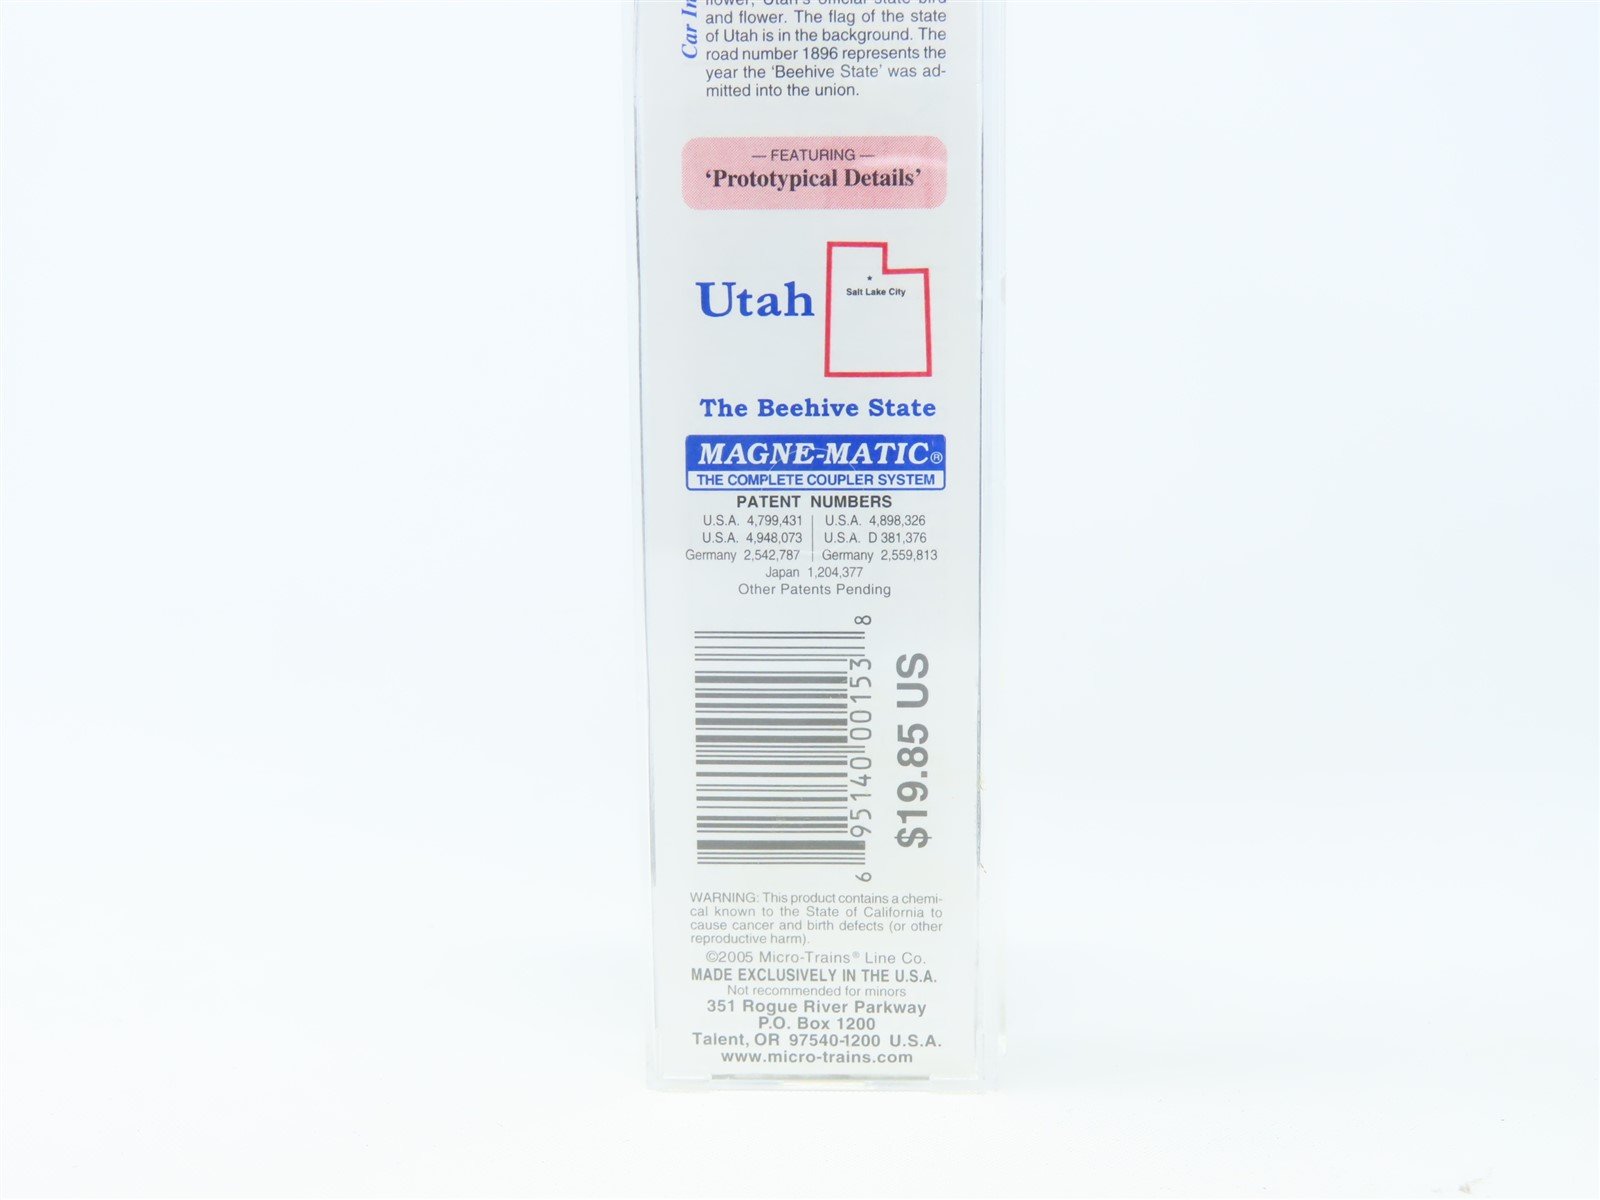 flower, Utah's official state bird
and flower. The flag of the state
of Utah is in the background. The
road number 1896 represents the
year the 'Beehive State' was ad-
mitted into the union.
Car In
— FEATURING —
'Prototypical Details'
Utah
Salt Lake City
The Beehive State
MAGNE-MATIC®
THE COMPLETE COUPLER SYSTEM
PATENT NUMBERS
U.S.A. 4,799,431 | U.S.A. 4,898,326
U.S.A. 4,948,073 | U.S.A. D 381,376
Germany 2,542,787 | Germany 2,559,813
Japan 1,204,377
Other Patents Pending
6 95140 00153 8
$19.85 US
WARNING: This product contains a chemi-
cal known to the State of California to
cause cancer and birth defects (or other
reproductive harm).
©2005 Micro-Trains® Line Co.
MADE EXCLUSIVELY IN THE U.S.A.
Not recommended for minors
351 Rogue River Parkway
P.O. Box 1200
Talent, OR 97540-1200 U.S.A.
www.micro-trains.com